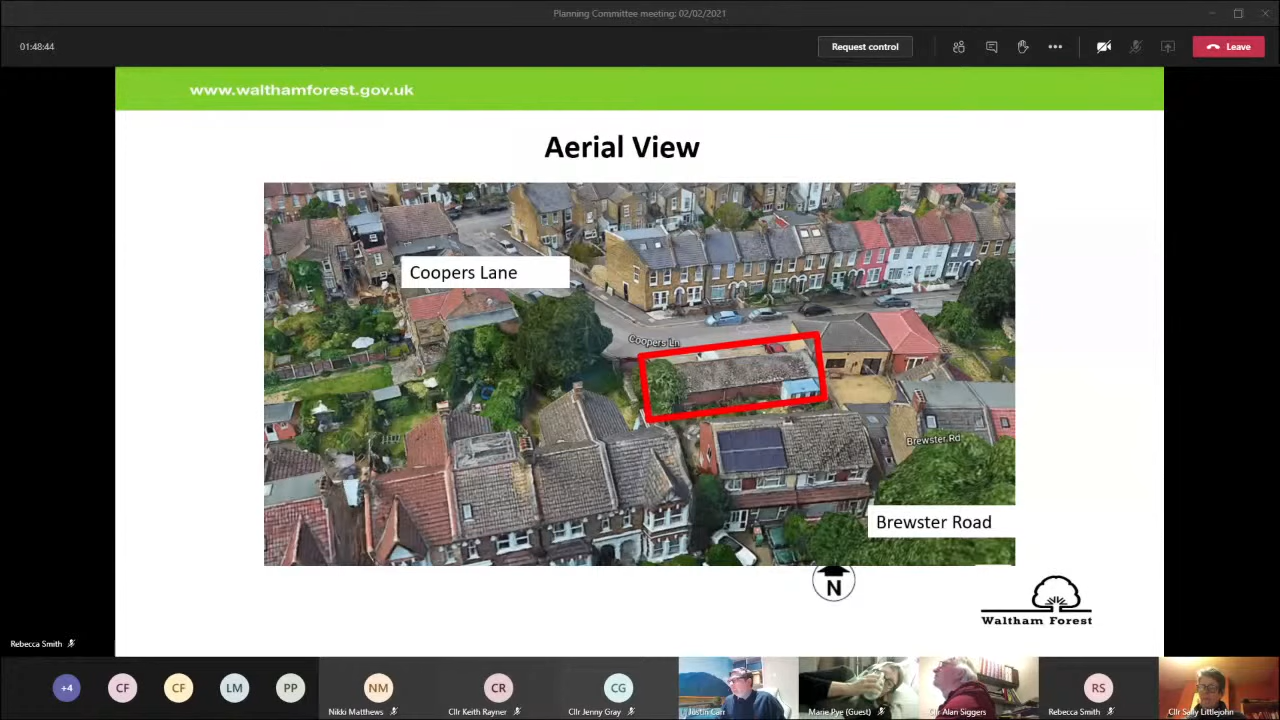 Planning Committee meeting: 02/02/2021
01:48:44
Request control
Leave
www.walthamforest.gov.uk
Aerial View
Coopers Lane
Coopers Ln
Brewster Rd
Brewster Road
N
Waltham Forest
Rebecca Smith
+4
CF
CF
LM
PP
NM
CR
CG
RS
Nikki Matthews
Cllr Keith Rayner
Cllr Jenny Gray
Justin Carr
Marie Pye (Guest)
Cllr Alan Siggers
Rebecca Smith
Cllr Sally Littlejohn